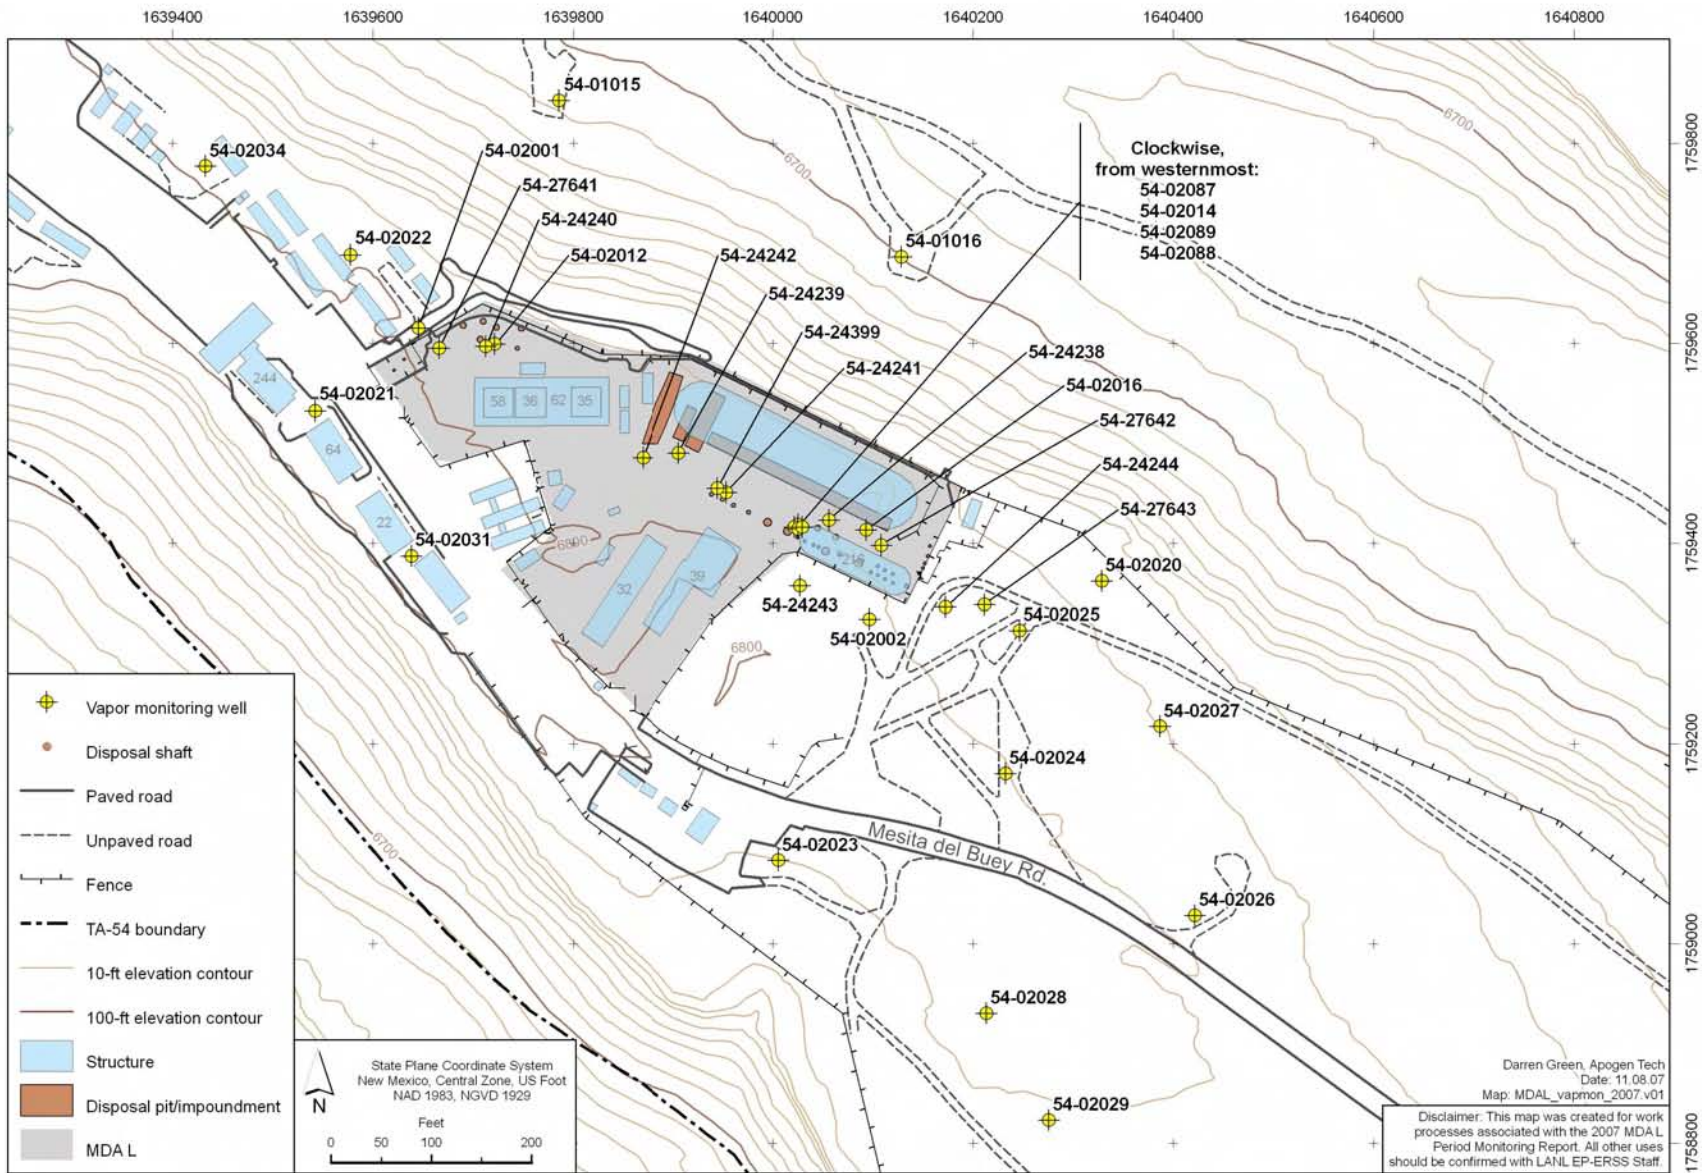 1639400
1639600
1639800
1640000
1640200
1640400
1640600
1640800
54-01015
54-02034
54-02001
54-27641
54-24240
54-02022
54-02012
54-24242
54-24239
54-24399
54-24241
54-01016
Clockwise,
from westernmost:
54-02087
54-02014
54-02089
54-02088
54-24238
54-02016
54-27642
54-24244
54-27643
54-02021
54-02031
54-02020
54-02025
54-24243
54-02002
54-02027
54-02024
54-02023
54-02026
54-02028
54-02029
6700
6700
6700
6800
6800
244
64
22
58
36
62
35
32
39
Mesita del Buey Rd.
1759800
1759600
1759400
1759200
1759000
1758800
Vapor monitoring well
Disposal shaft
Paved road
Unpaved road
Fence
TA-54 boundary
10-ft elevation contour
100-ft elevation contour
Structure
Disposal pit/impoundment
MDA L
N
State Plane Coordinate System
New Mexico, Central Zone, US Foot
NAD 1983, NGVD 1929
Feet
0 50 100 200
Darren Green, Apogen Tech
Date: 11.08.07
Map: MDAL_vapmon_2007.v01
Disclaimer: This map was created for work
processes associated with the 2007 MDA L
Period Monitoring Report. All other uses
should be confirmed with LANL EP-ERSS Staff.